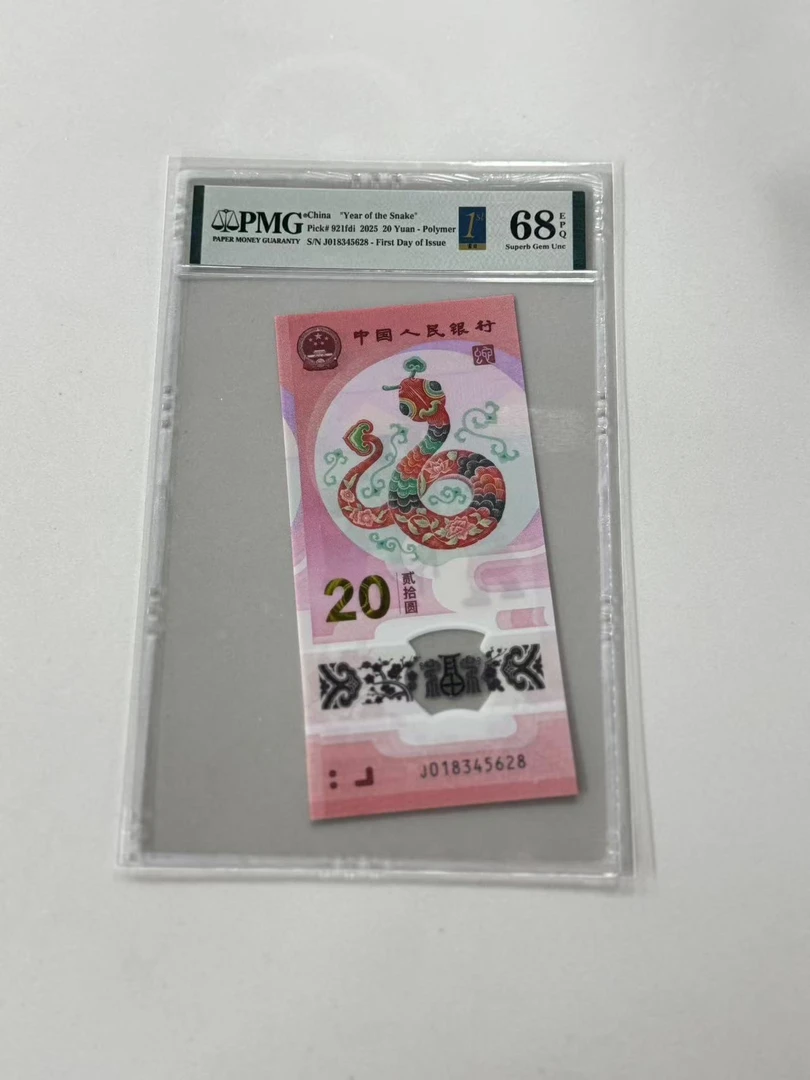 PMG
PAPER MONEY GUARANTY
China "Year of the Snake"
Pick# 921fdi 2025 20 Yuan - Polymer
S/N J018345628 - First Day of Issue
1ST
68 EPQ
Superb Gem Unc
中国人民银行
20
贰拾圆
J018345628